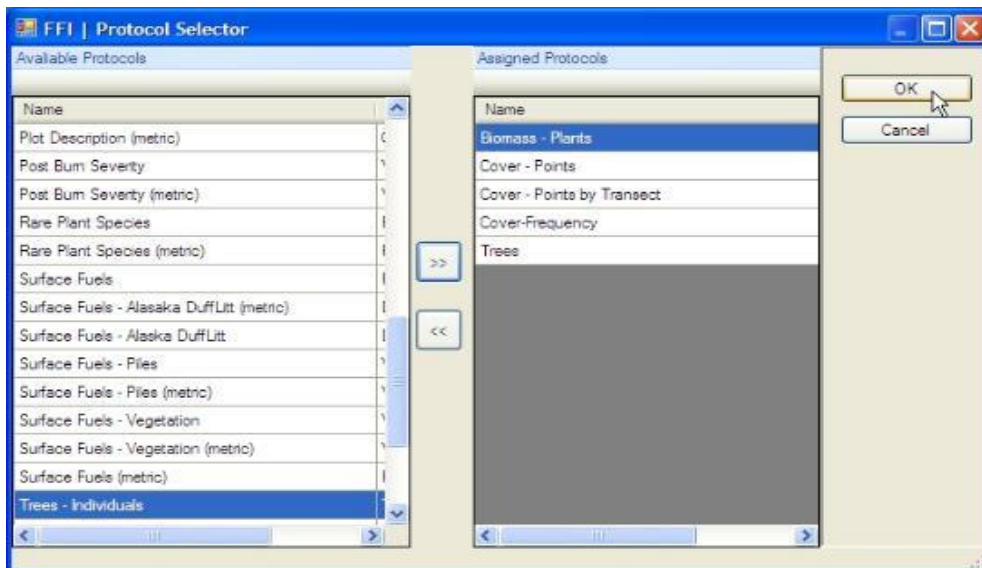 FFI | Protocol Selector
Available Protocols
Name
Plot Description (metric)
Post Burn Severity
Post Burn Severity (metric)
Rare Plant Species
Rare Plant Species (metric)
Surface Fuels
Surface Fuels - Alasaka DuffLitt (metric)
Surface Fuels - Alaska DuffLitt
Surface Fuels - Piles
Surface Fuels - Piles (metric)
Surface Fuels - Vegetation
Surface Fuels - Vegetation (metric)
Surface Fuels (metric)
Trees - Individuals
>>
<<
Assigned Protocols
Name
Biomass - Plants
Cover - Points
Cover - Points by Transect
Cover-Frequency
Trees
OK
Cancel